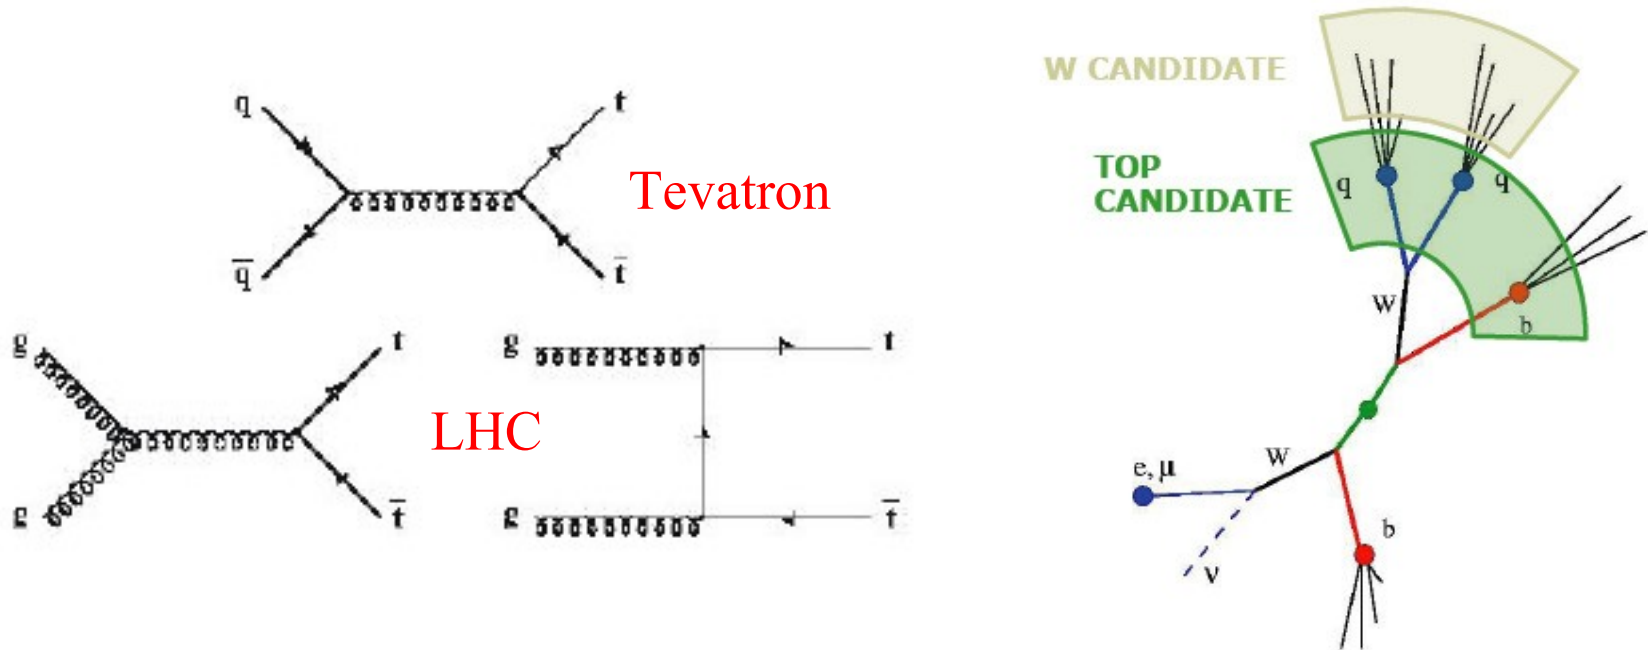 q
t
Tevatron
q̅
t̅
g
t
LHC
g
t̅
g
t
g
t̅
W CANDIDATE
TOP
CANDIDATE
q
q
W
b
W
e, μ
ν
b